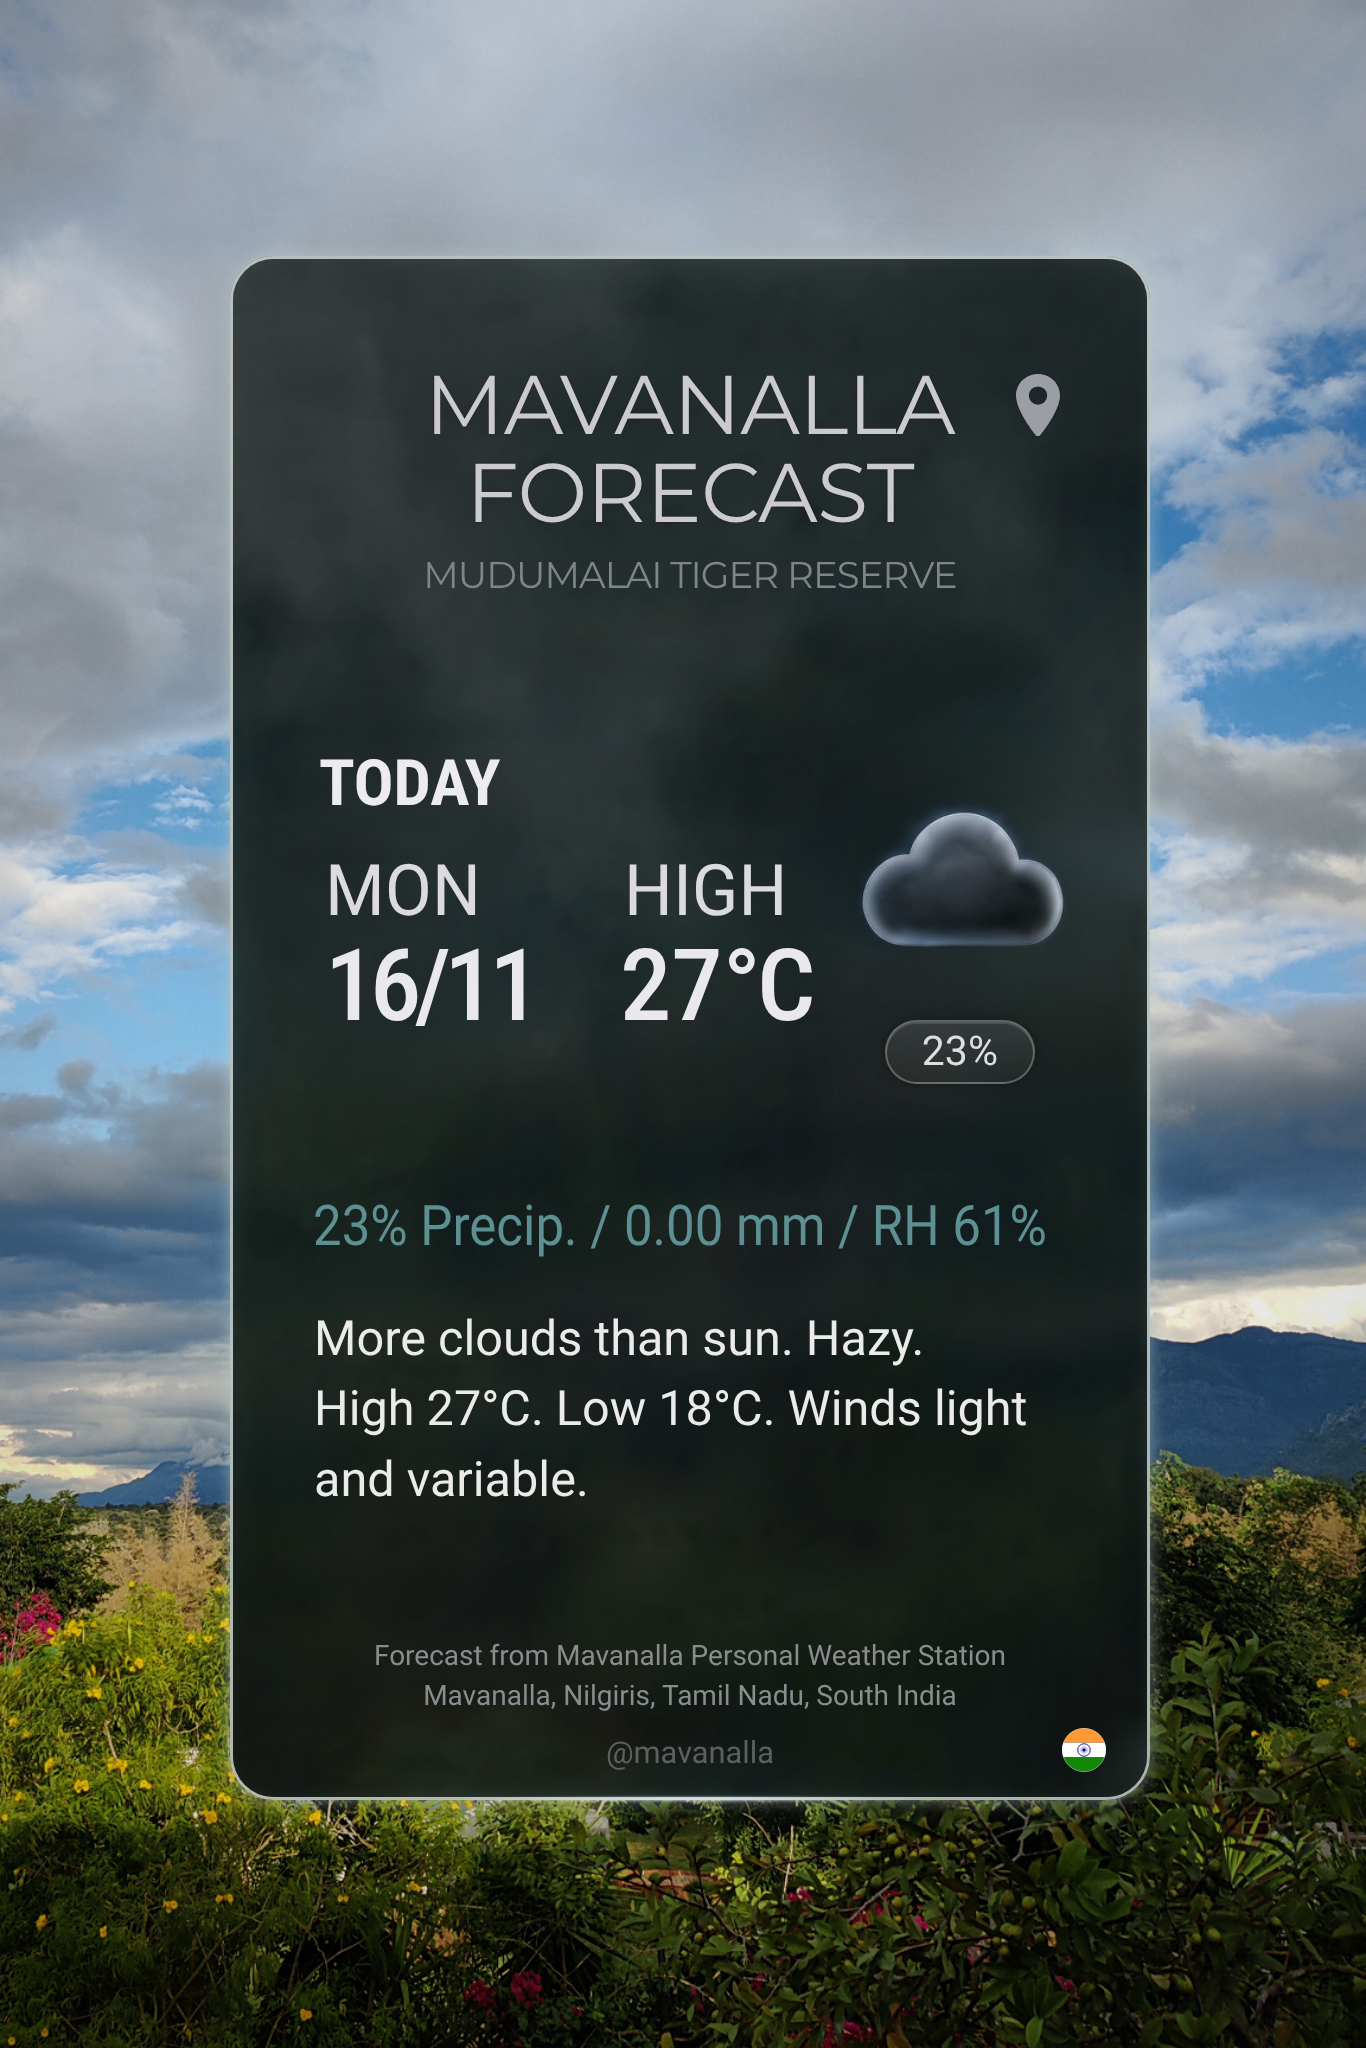 MAVANALLA
FORECAST
MUDUMALAI TIGER RESERVE
TODAY
MON
16/11
HIGH
27°C
23%
23% Precip. / 0.00 mm / RH 61%
More clouds than sun. Hazy.
High 27°C. Low 18°C. Winds light
and variable.
Forecast from Mavanalla Personal Weather Station
Mavanalla, Nilgiris, Tamil Nadu, South India
@mavanalla